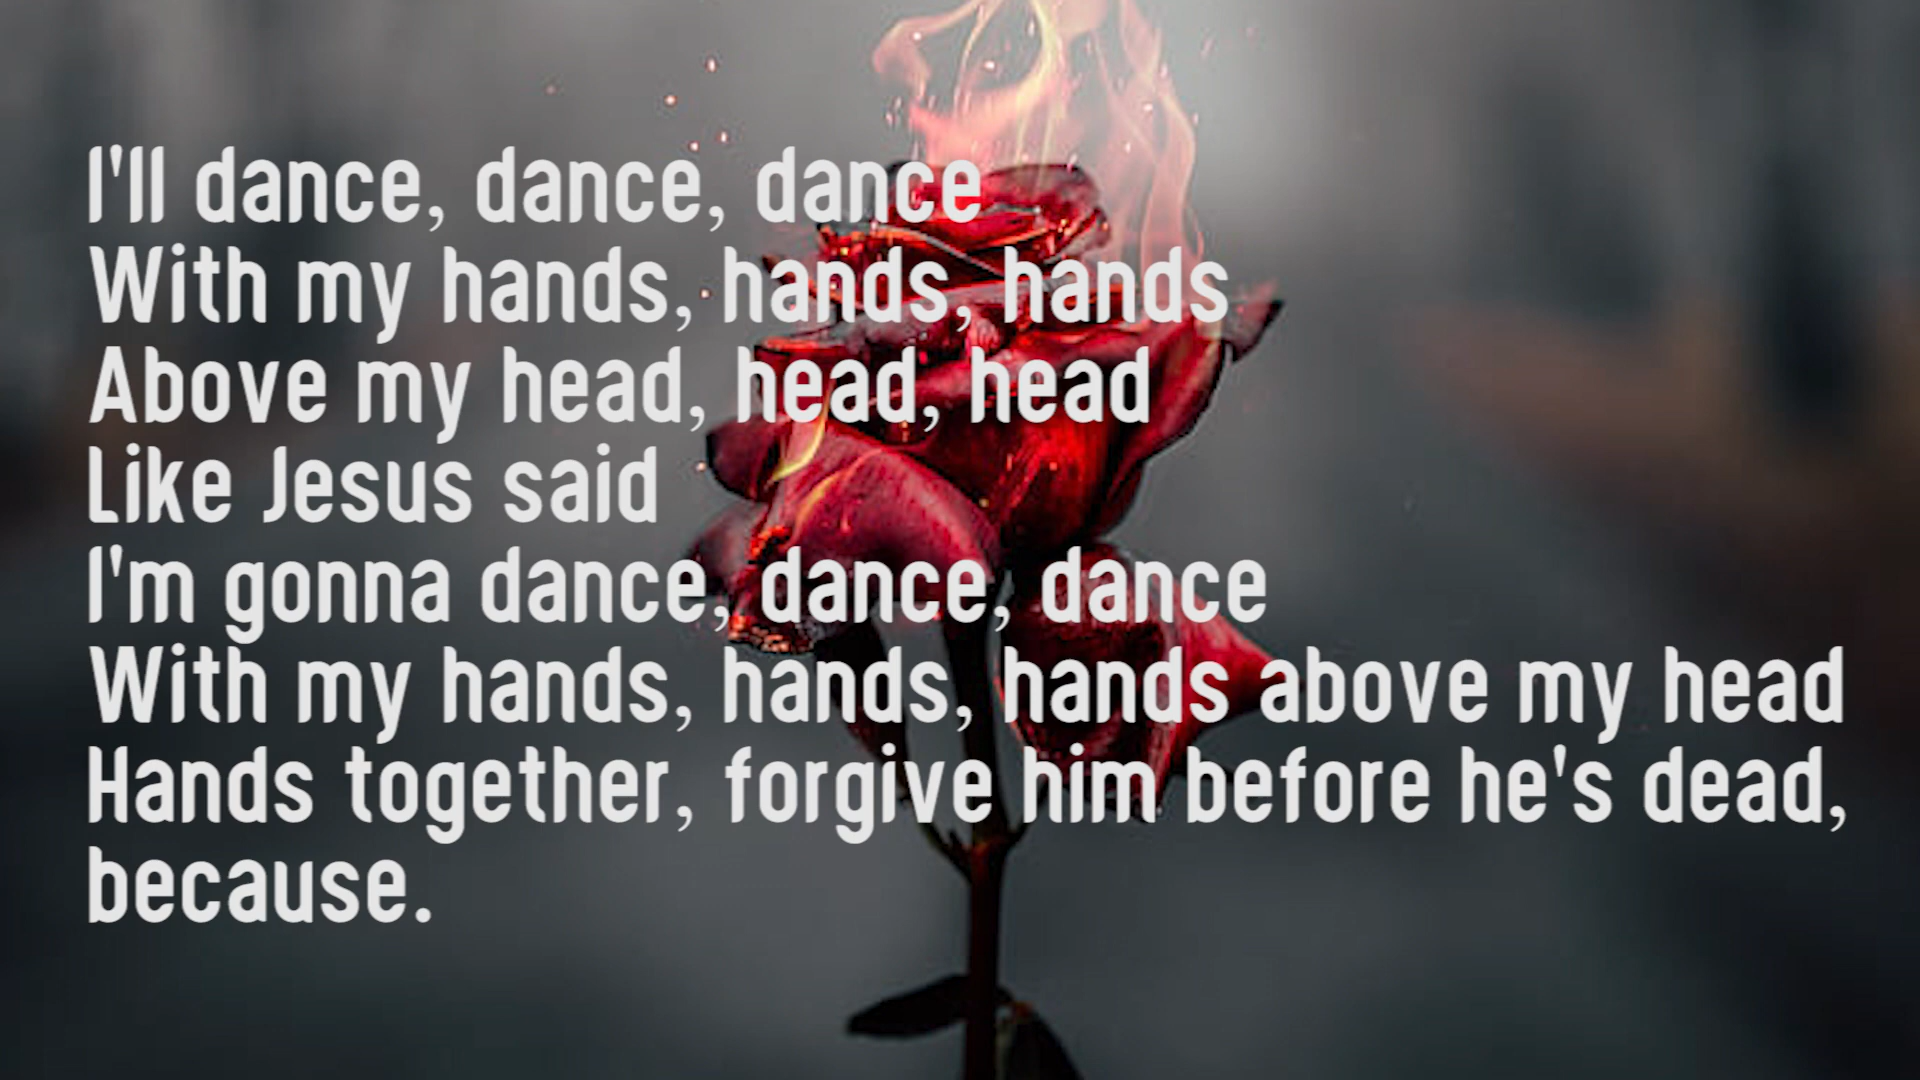 I'll dance, dance, dance
With my hands, hands, hands
Above my head, head, head
Like Jesus said
I'm gonna dance, dance, dance
With my hands, hands, hands above my head
Hands together, forgive him before he's dead,
because.